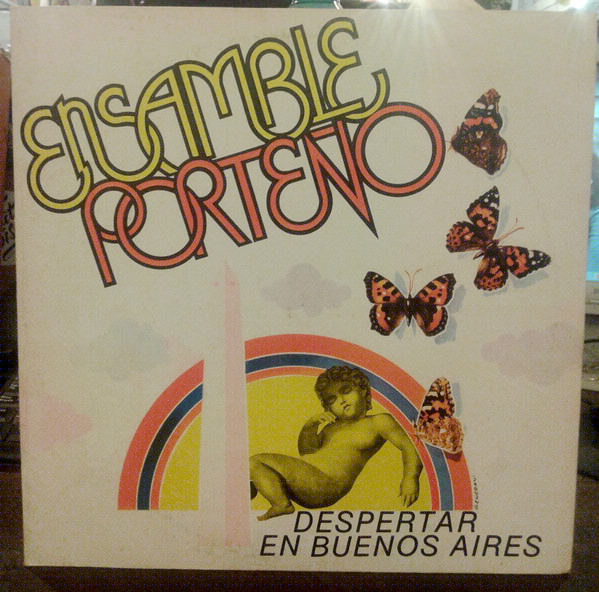 ENSAMBLE
PORTEÑO
DESPERTAR
EN BUENOS AIRES